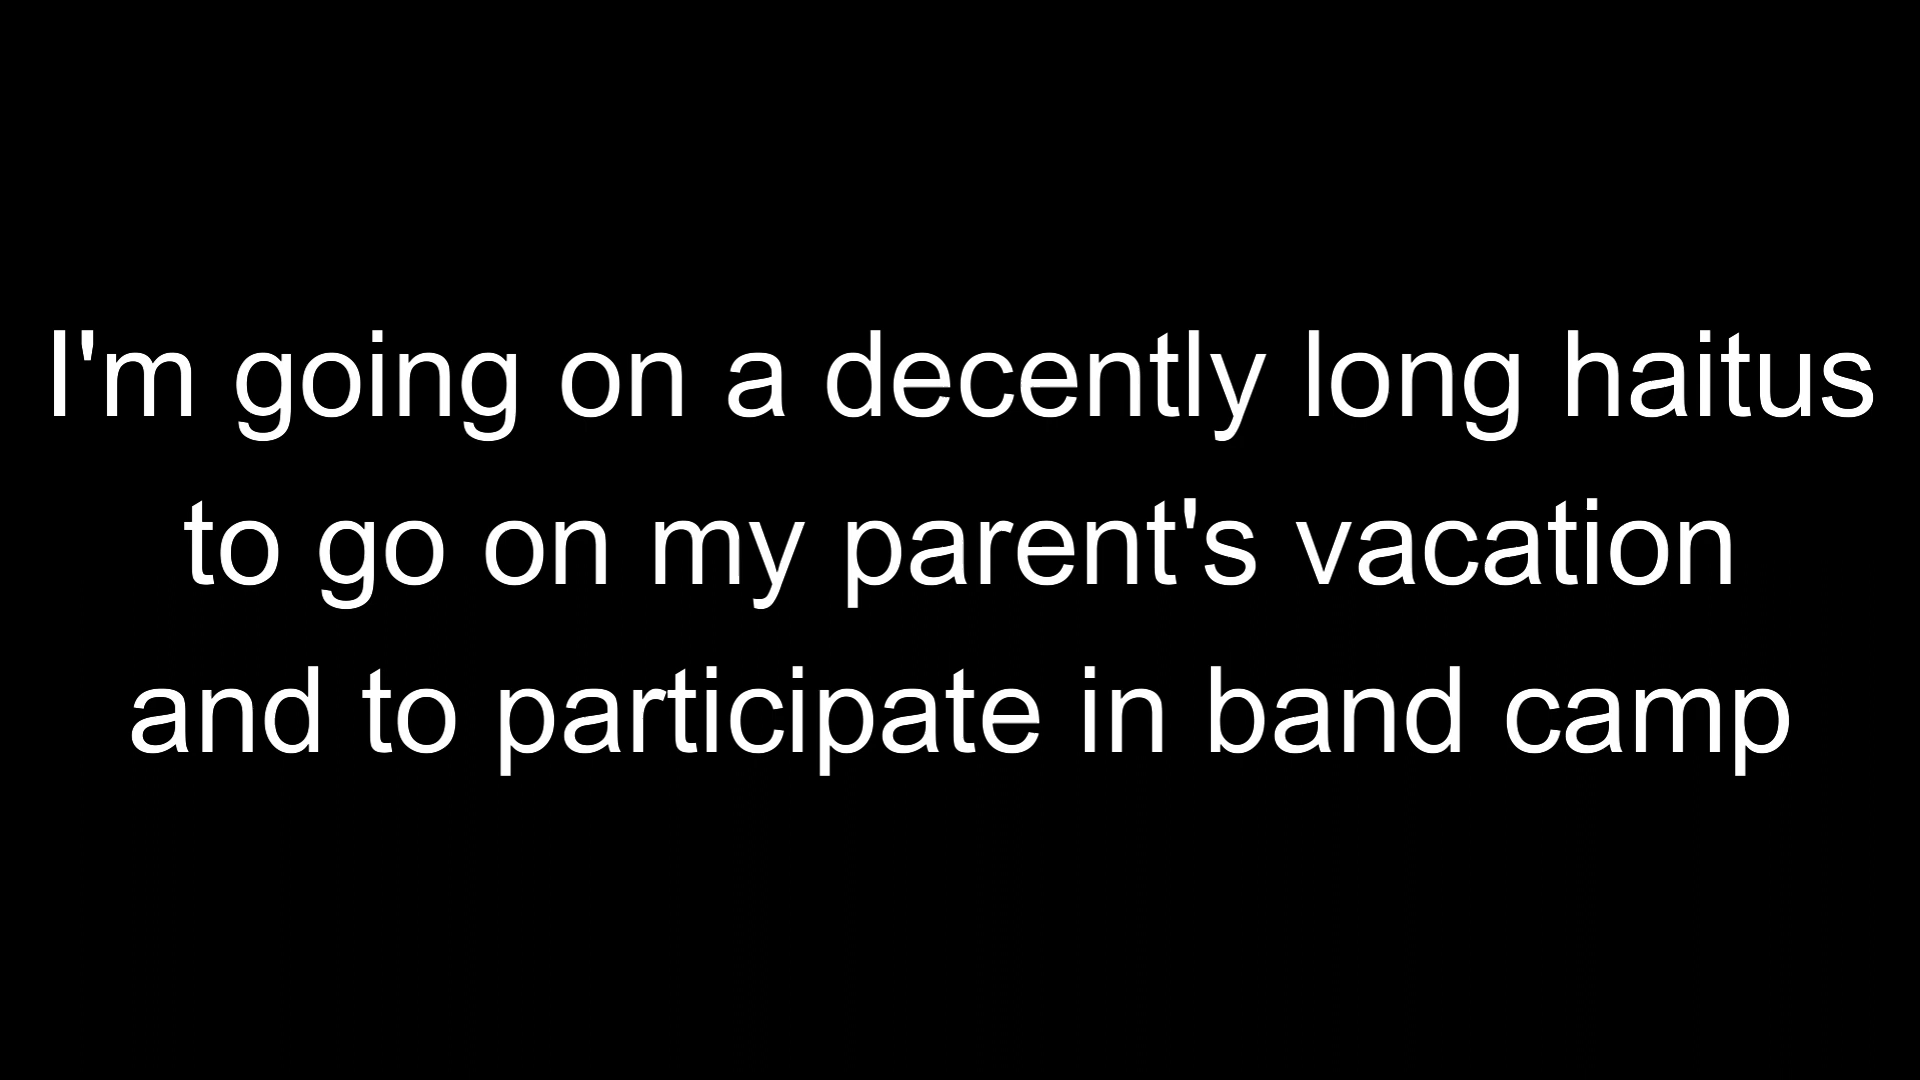 I'm going on a decently long haitus
to go on my parent's vacation
and to participate in band camp